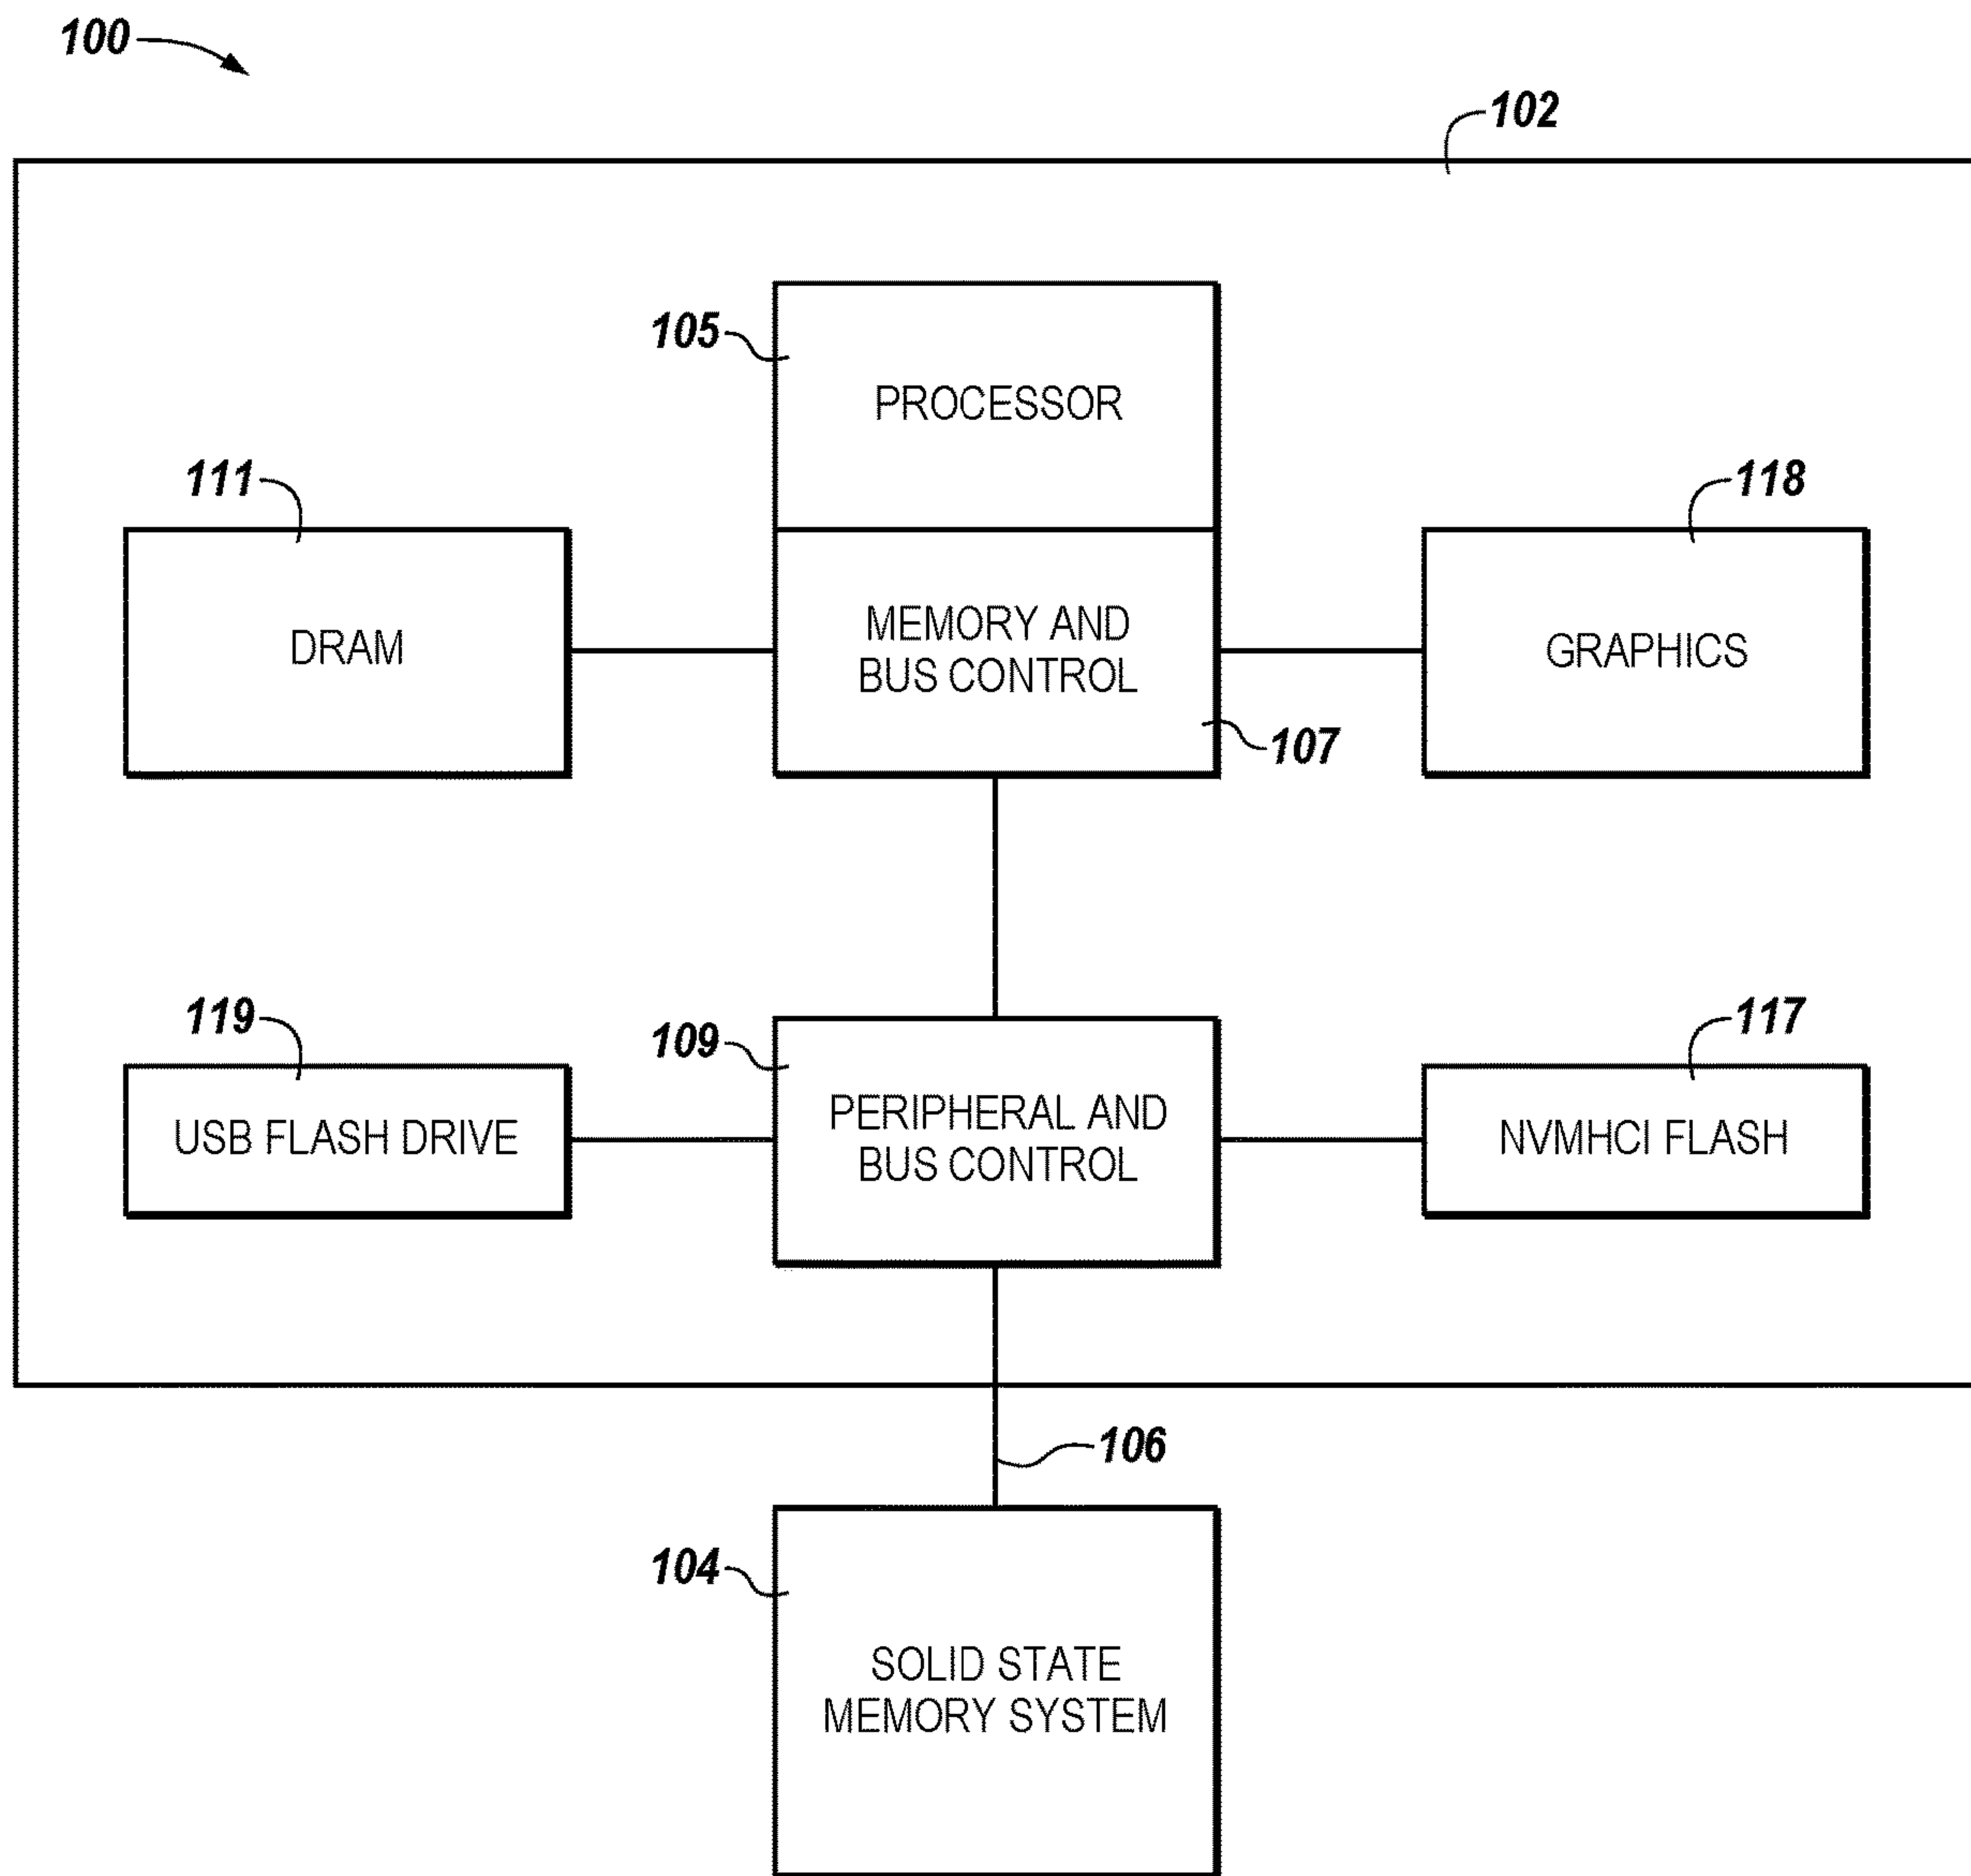 100
102
105
PROCESSOR
111
118
DRAM
MEMORY AND
BUS CONTROL
GRAPHICS
107
119
109
117
USB FLASH DRIVE
PERIPHERAL AND
BUS CONTROL
NVMHCI FLASH
106
104
SOLID STATE
MEMORY SYSTEM